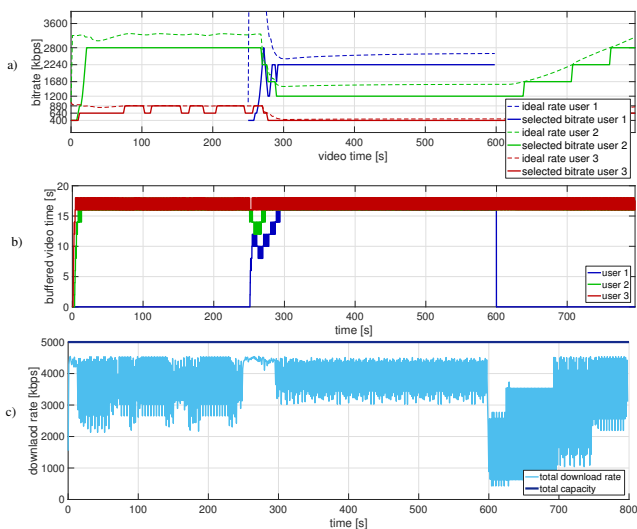 a)
bitrate [kbps]
3600
2800
2240
1680
1200
880
640
400
0 100 200 300 400 500 600 700
video time [s]
ideal rate user 1
selected bitrate user 1
ideal rate user 2
selected bitrate user 2
ideal rate user 3
selected bitrate user 3
b)
buffered video time [s]
20
15
10
5
0
0 100 200 300 400 500 600 700
time [s]
user 1
user 2
user 3
c)
downlaod rate [kbps]
5000
4000
3000
2000
1000
0
0 100 200 300 400 500 600 700 800
time [s]
total download rate
total capacity